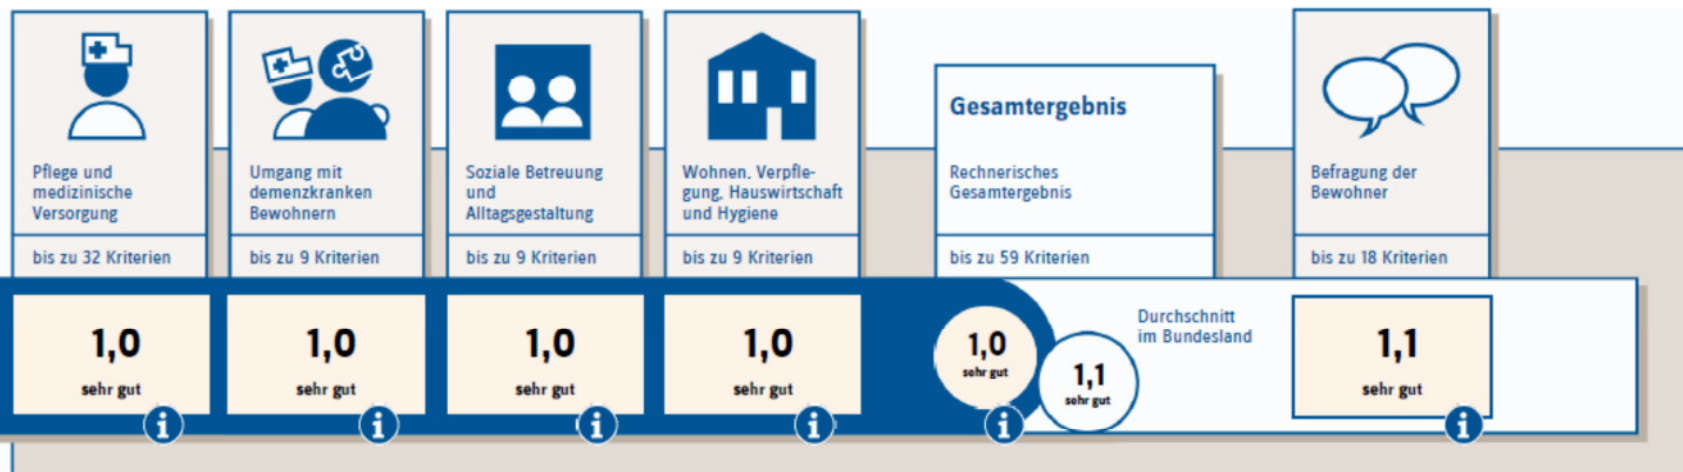 Pflege und
medizinische
Versorgung
bis zu 32 Kriterien
1,0
sehr gut
Umgang mit
demenzkranken
Bewohnern
bis zu 9 Kriterien
1,0
sehr gut
Soziale Betreuung
und
Alltagsgestaltung
bis zu 9 Kriterien
1,0
sehr gut
Wohnen, Verpfle-
gung, Hauswirtschaft
und Hygiene
bis zu 9 Kriterien
1,0
sehr gut
Gesamtergebnis
Rechnerisches
Gesamtergebnis
bis zu 59 Kriterien
1,0
sehr gut
Durchschnitt
im Bundesland
1,1
sehr gut
Befragung der
Bewohner
bis zu 18 Kriterien
1,1
sehr gut